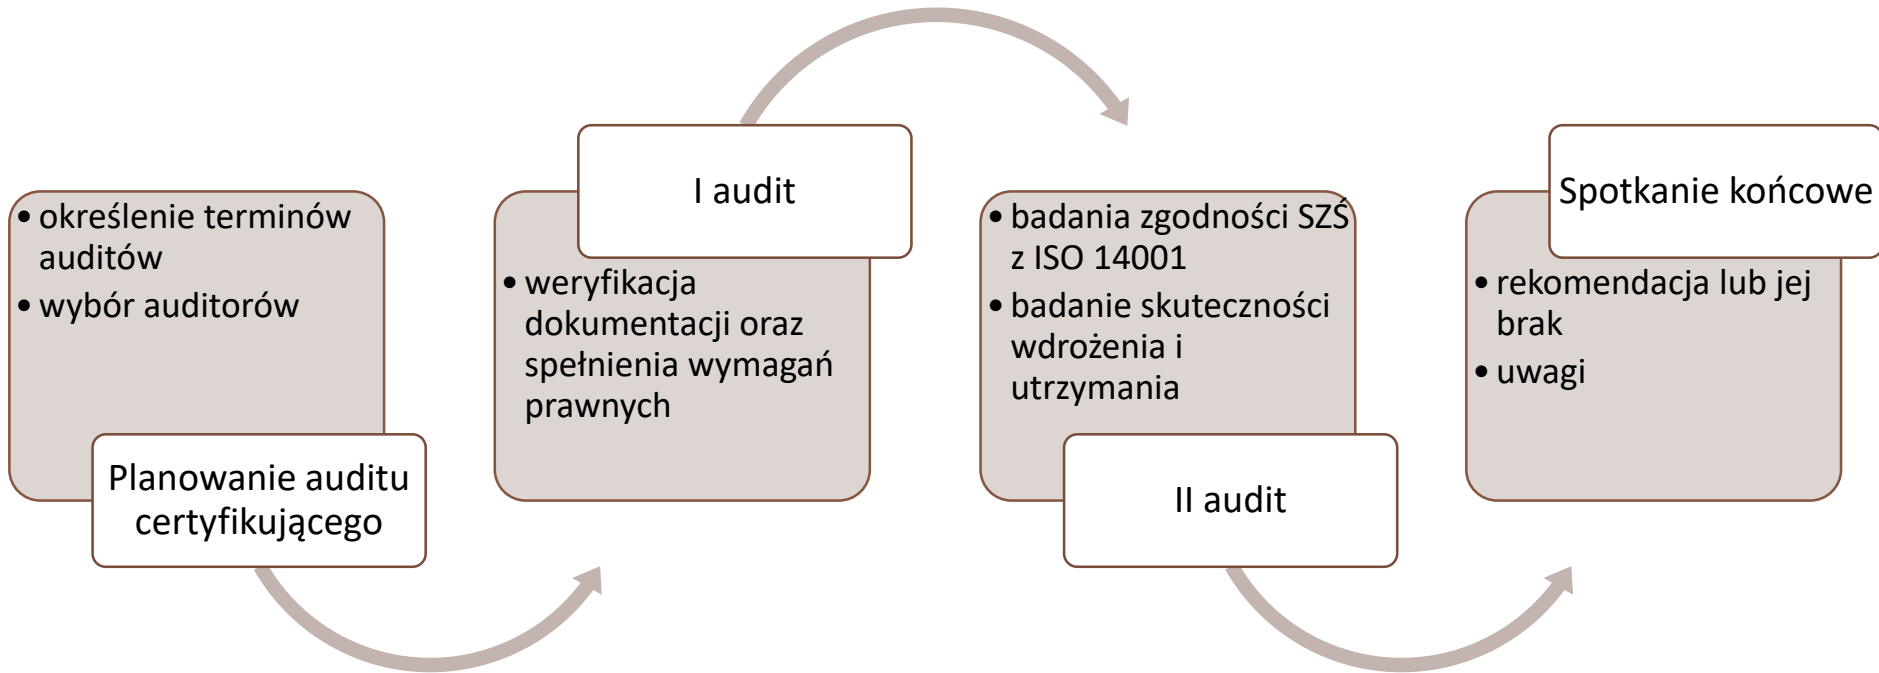 • określenie terminów
auditów
• wybór auditorów
Planowanie auditu
certyfikującego
I audit
• weryfikacja
dokumentacji oraz
spełnienia wymagań
prawnych
• badania zgodności SZŚ
z ISO 14001
• badanie skuteczności
wdrożenia i
utrzymania
II audit
Spotkanie końcowe
• rekomendacja lub jej
brak
• uwagi